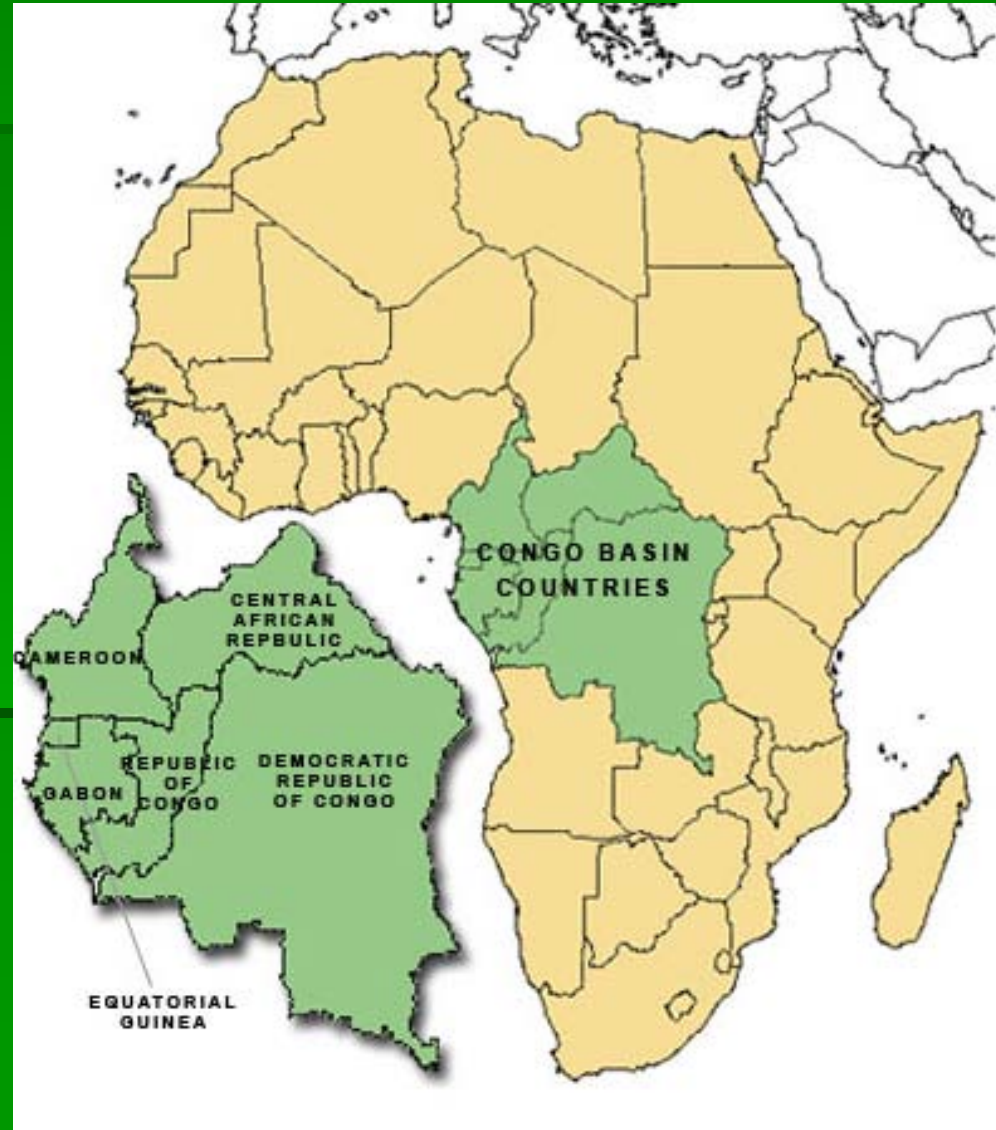 CONGO BASIN
COUNTRIES
CENTRAL
AFRICAN
REPBULIC
CAMEROON
REPUBLIC
OF
CONGO
DEMOCRATIC
REPUBLIC
OF CONGO
GABON
EQUATORIAL
GUINEA